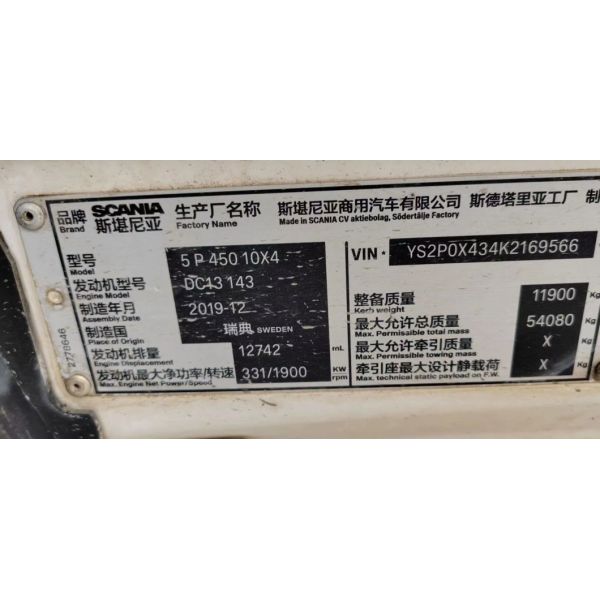 品牌 SCANIA 生产厂名称 斯堪尼亚商用汽车有限公司 斯德塔里亚工厂 制
Brand 斯堪尼亚 Factory Name Made in SCANIA CV aktiebolag, Södertälje Factory
型号 5 P 450 10X4 VIN * YS2P0X434K2169566
Model
发动机型号 DC13 143
Engine Model
制造年月 2019-12 整备质量 11900 Kg
Assembly Date Kerb weight
制造国 瑞典 SWEDEN 最大允许总质量 54080 Kg
Place of Origin Max. Permissible total mass
发动机排量 12742 mL 最大允许牵引质量 X Kg
Engine Displacement Max. Permissible towing mass
发动机最大净功率/转速 331/1900 KW rpm 牵引座最大设计静载荷 X Kg
Max. Engine Net Power/Speed Max. technical static payload on F.W.
2778646